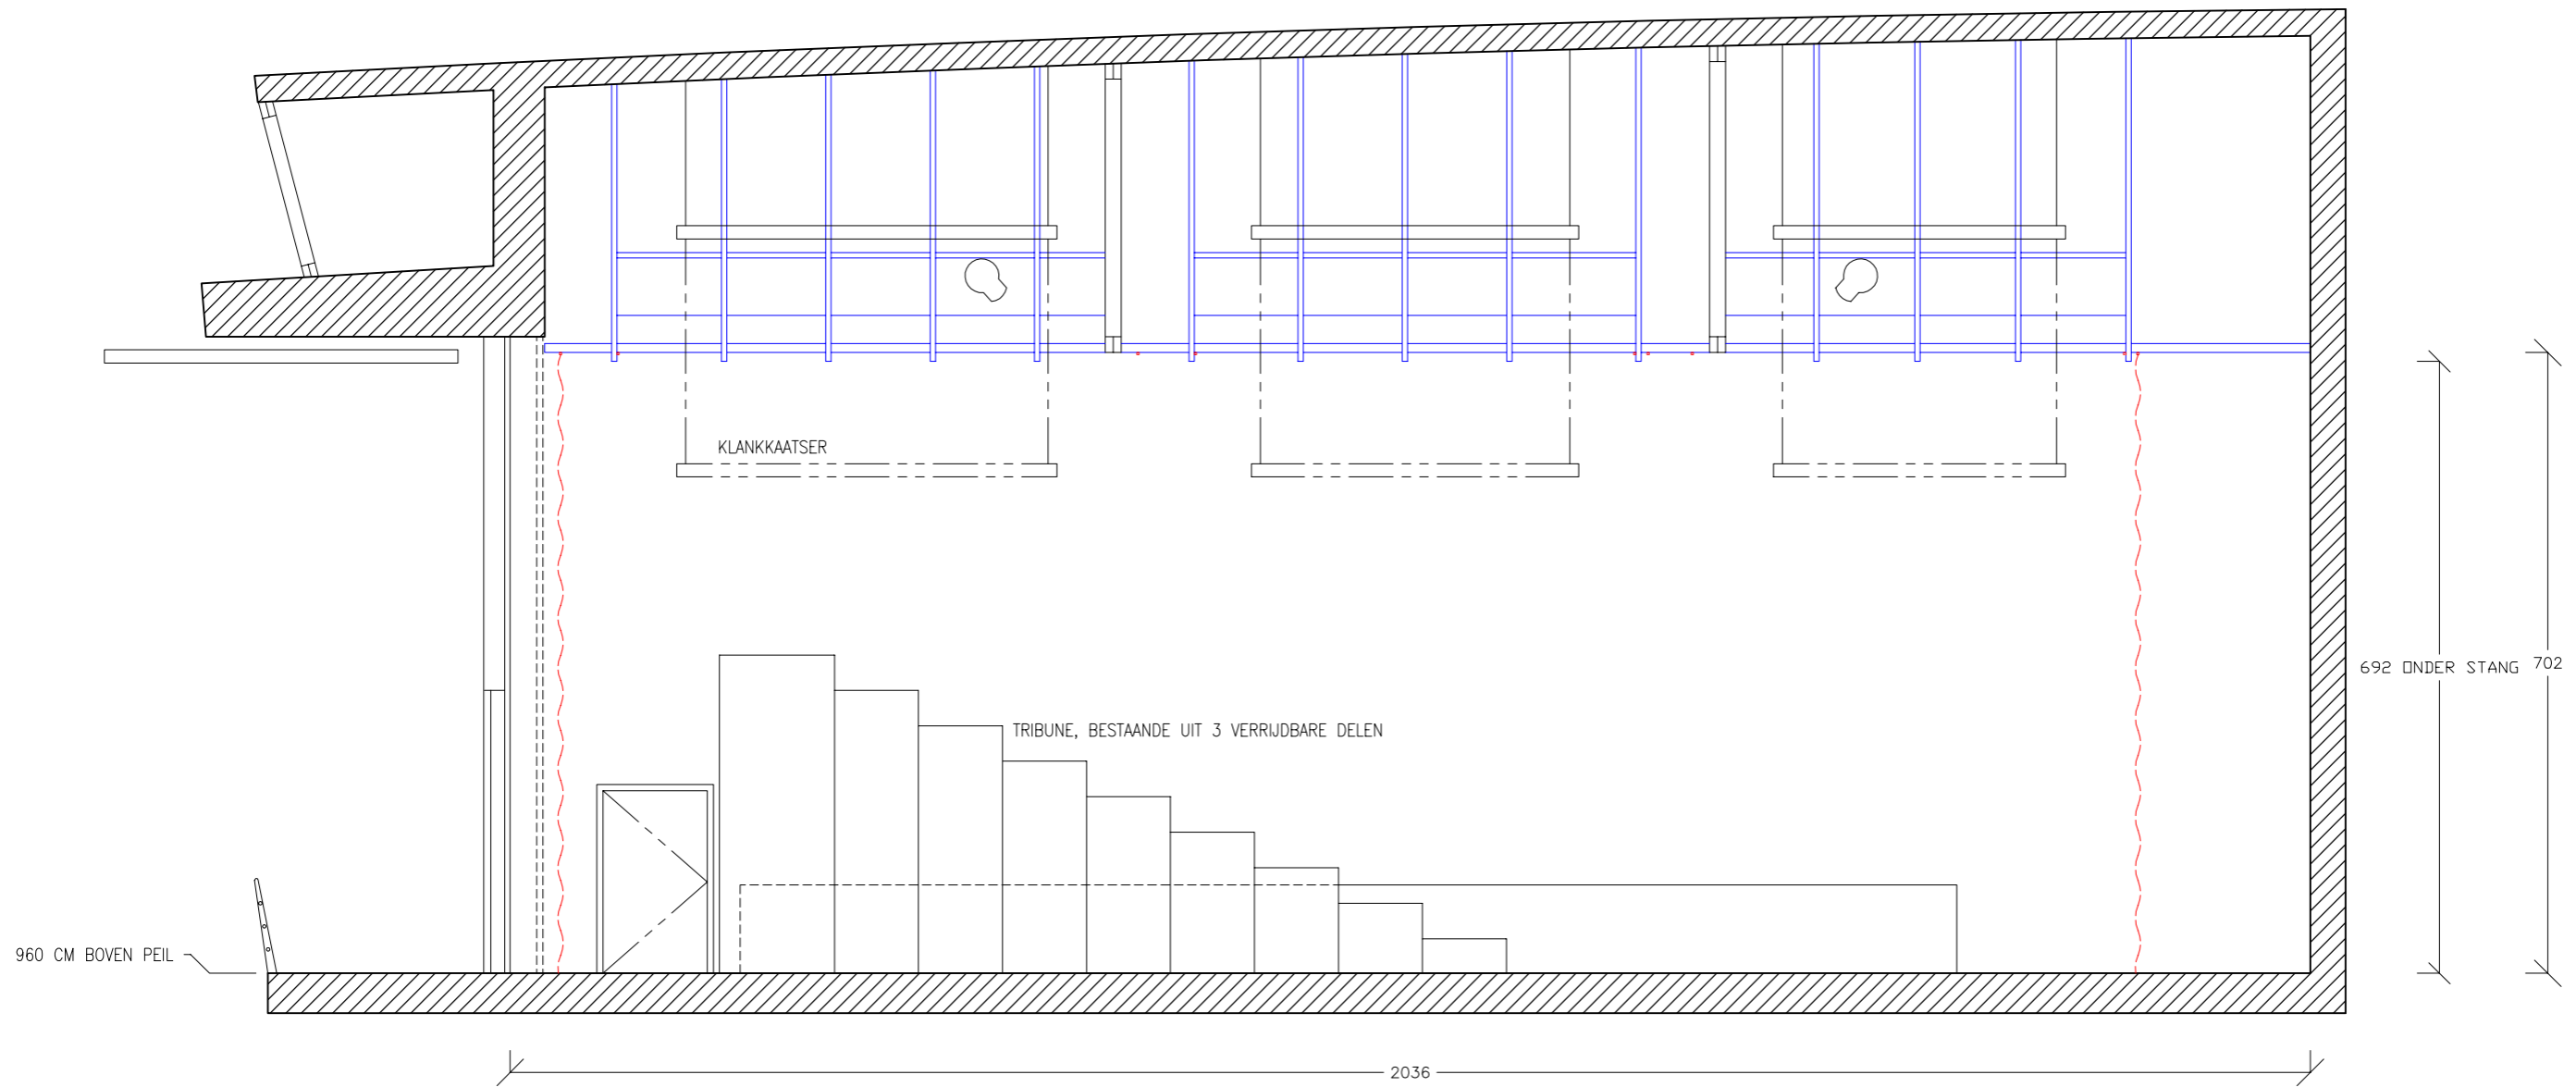 KLANKKAATSER
692 ONDER STANG
702
TRIBUNE, BESTAANDE UIT 3 VERRIJDBARE DELEN
960 CM BOVEN PEIL
2036